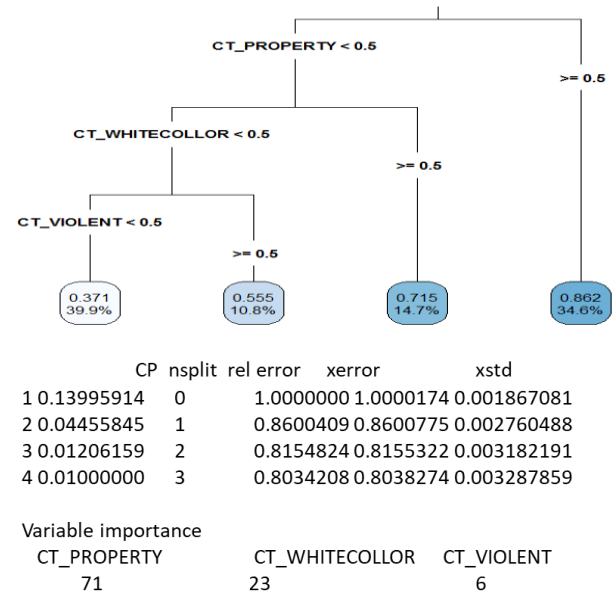 CT_PROPERTY < 0.5
>= 0.5
CT_WHITECOLLOR < 0.5
>= 0.5
CT_VIOLENT < 0.5
>= 0.5
0.371 0.555 0.715 0.862
39.9% 10.8% 14.7% 34.6%
CP nsplit rel error xerror xstd
1 0.13995914 0 1.0000000 1.0000174 0.001867081
2 0.04455845 1 0.8600409 0.8600775 0.002760488
3 0.01206159 2 0.8154824 0.8155322 0.003182191
4 0.01000000 3 0.8034208 0.8038274 0.003287859
Variable importance
CT_PROPERTY CT_WHITECOLLOR CT_VIOLENT
71 23 6